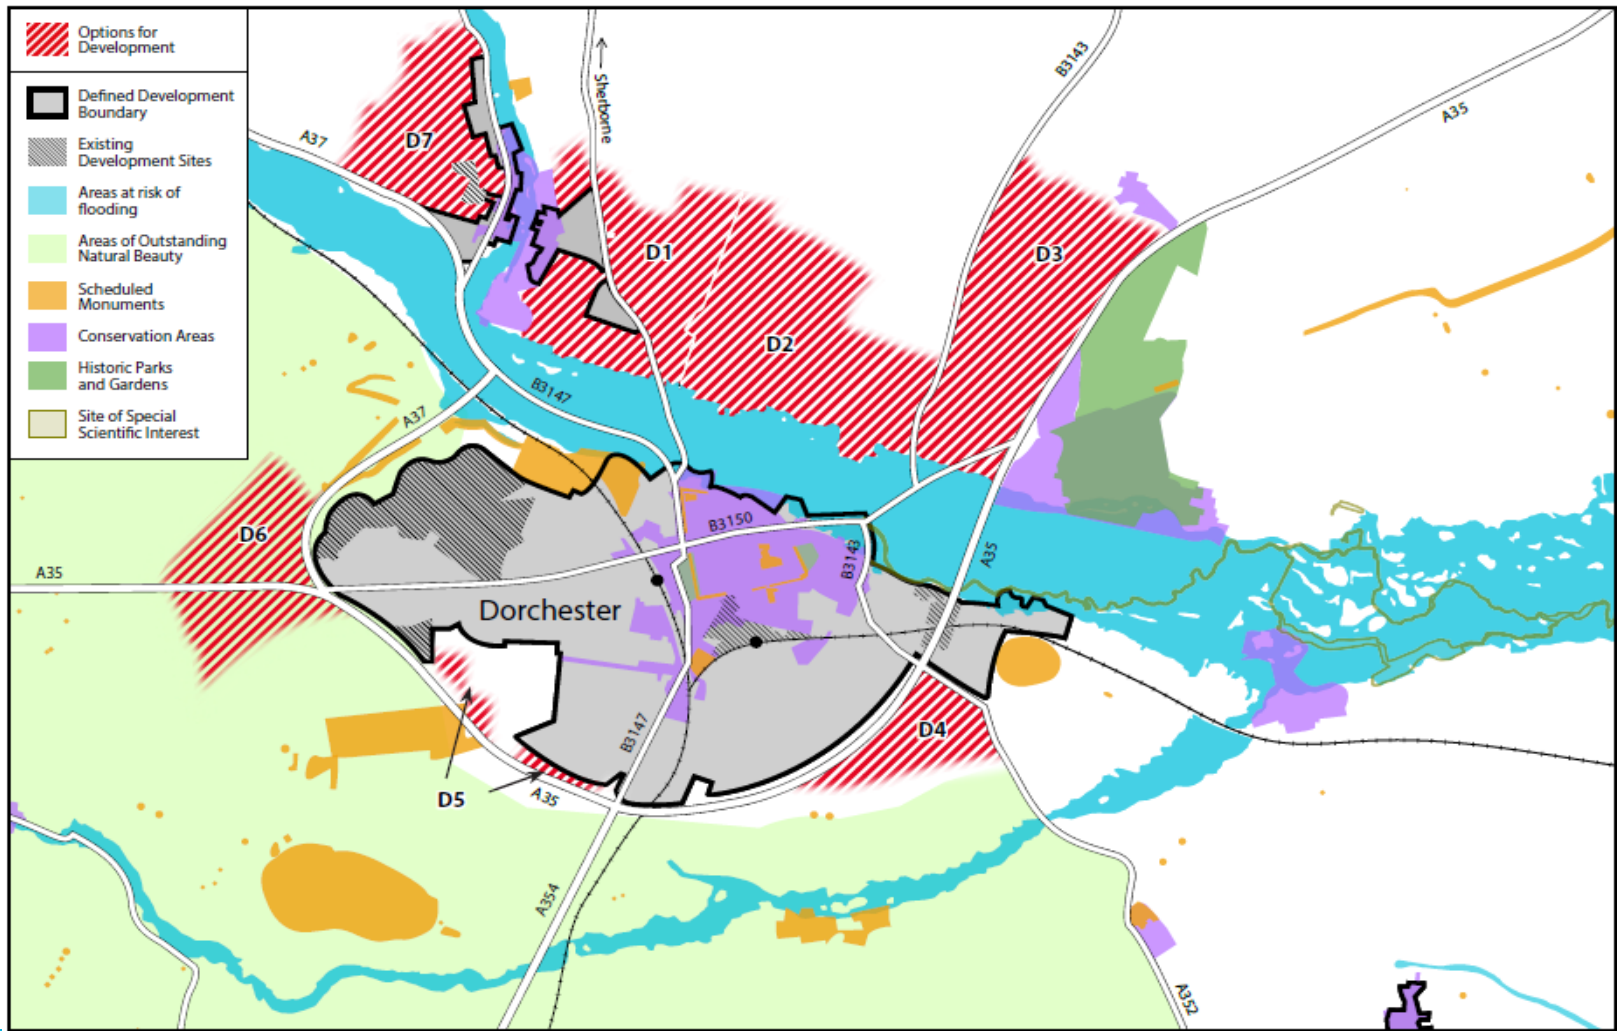 Options for
Development
Defined Development
Boundary
Existing
Development Sites
Areas at risk of
flooding
Areas of Outstanding
Natural Beauty
Scheduled
Monuments
Conservation Areas
Historic Parks
and Gardens
Site of Special
Scientific Interest
A37
D7
Sherborne
B3143
A35
D1
D3
D2
B3147
A37
D6
B3150
B3143
A35
A35
Dorchester
B3147
D4
D5
A35
A354
A352